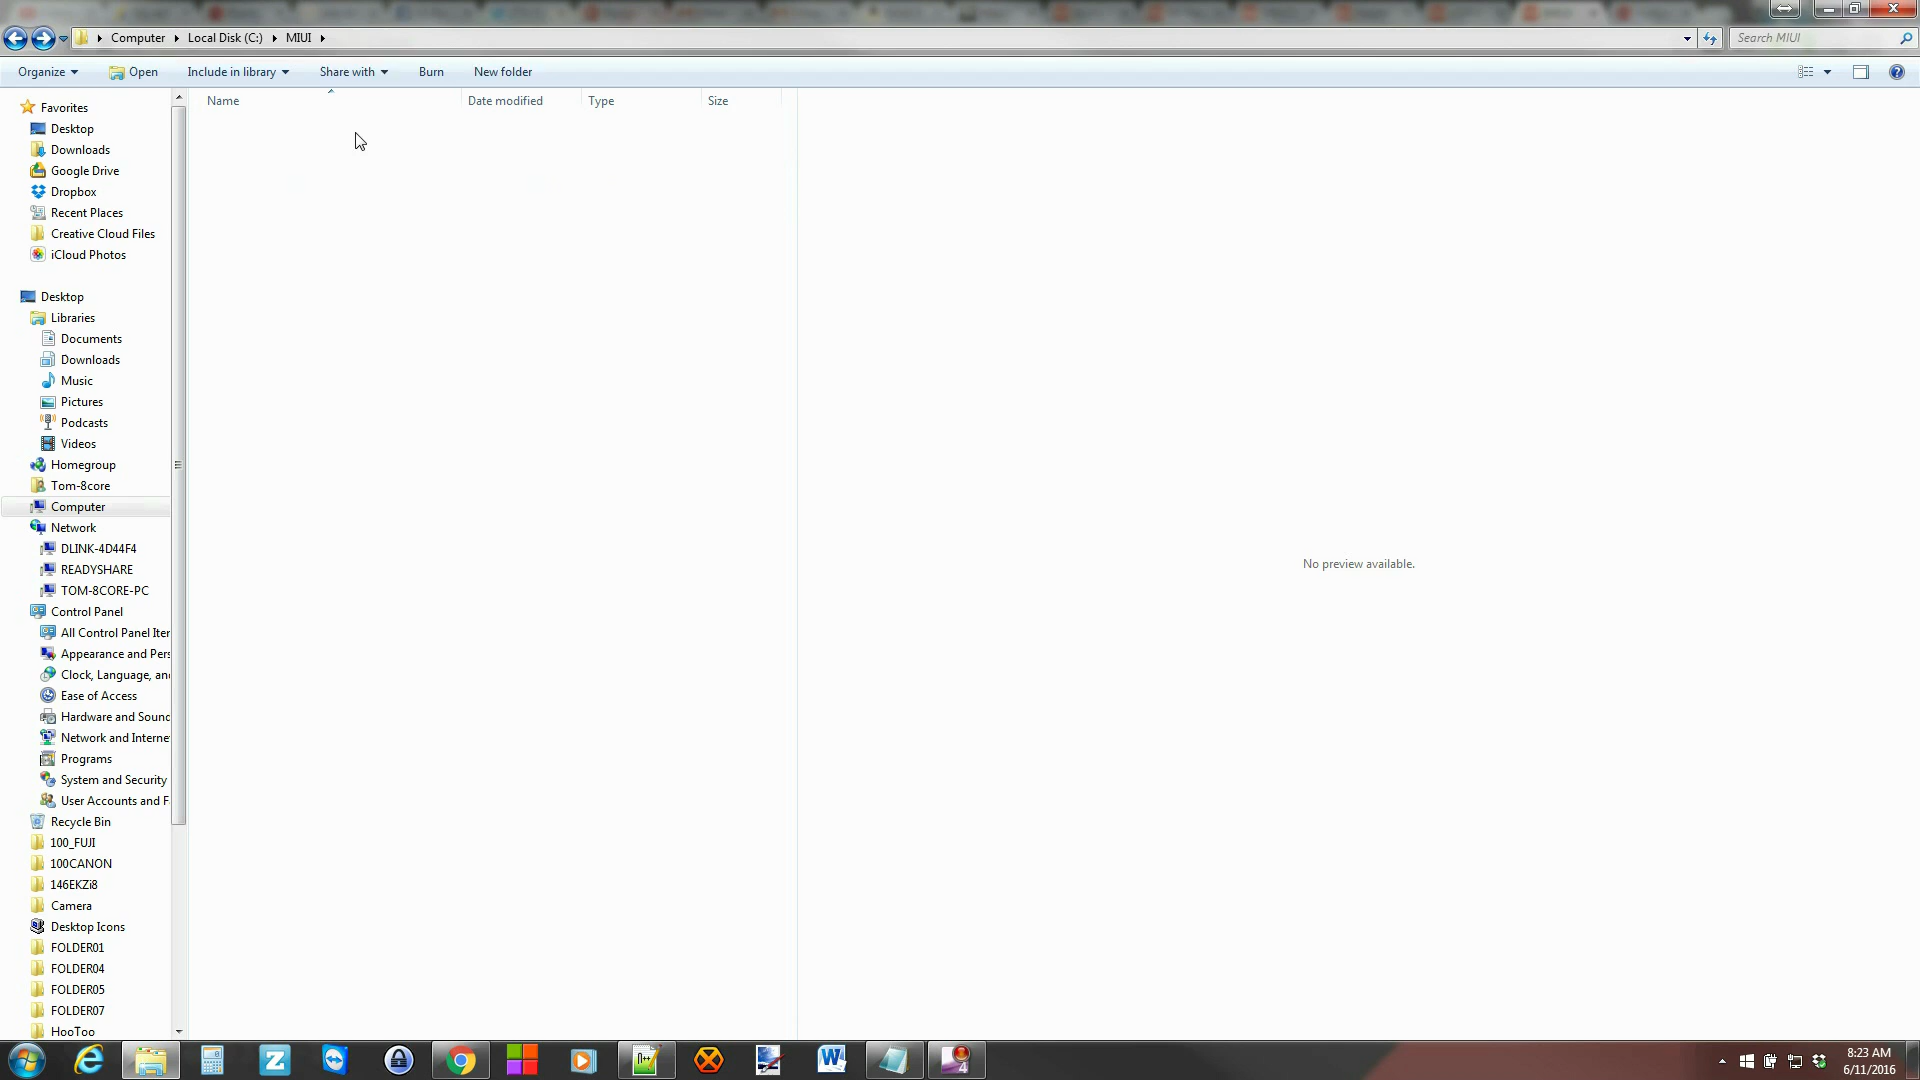 Computer Local Disk (C:) MIUI
Search MIUI
Organize Open Include in library Share with Burn New folder
Name Date modified Type Size
Favorites
Desktop
Downloads
Google Drive
Dropbox
Recent Places
Creative Cloud Files
iCloud Photos
Desktop
Libraries
Documents
Downloads
Music
Pictures
Podcasts
Videos
Homegroup
Tom-8core
Computer
Network
DLINK-4D44F4
READYSHARE
TOM-8CORE-PC
Control Panel
All Control Panel Iter
Appearance and Pers
Clock, Language, an
Ease of Access
Hardware and Sound
Network and Interne
Programs
System and Security
User Accounts and F
Recycle Bin
100_FUJI
100CANON
146EKZi8
Camera
Desktop Icons
FOLDER01
FOLDER04
FOLDER05
FOLDER07
HooToo
No preview available.
8:23 AM
6/11/2016